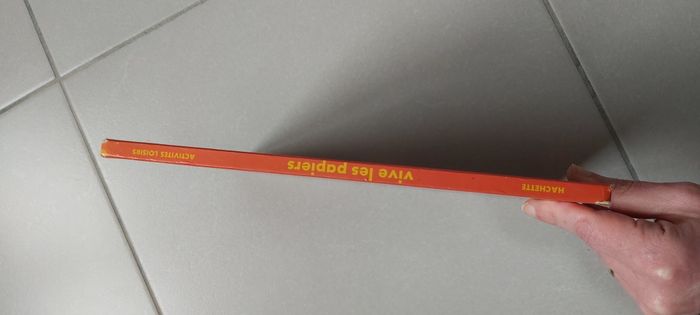 HACHETTE
vive les papiers
ACTIVITES LOISIRS